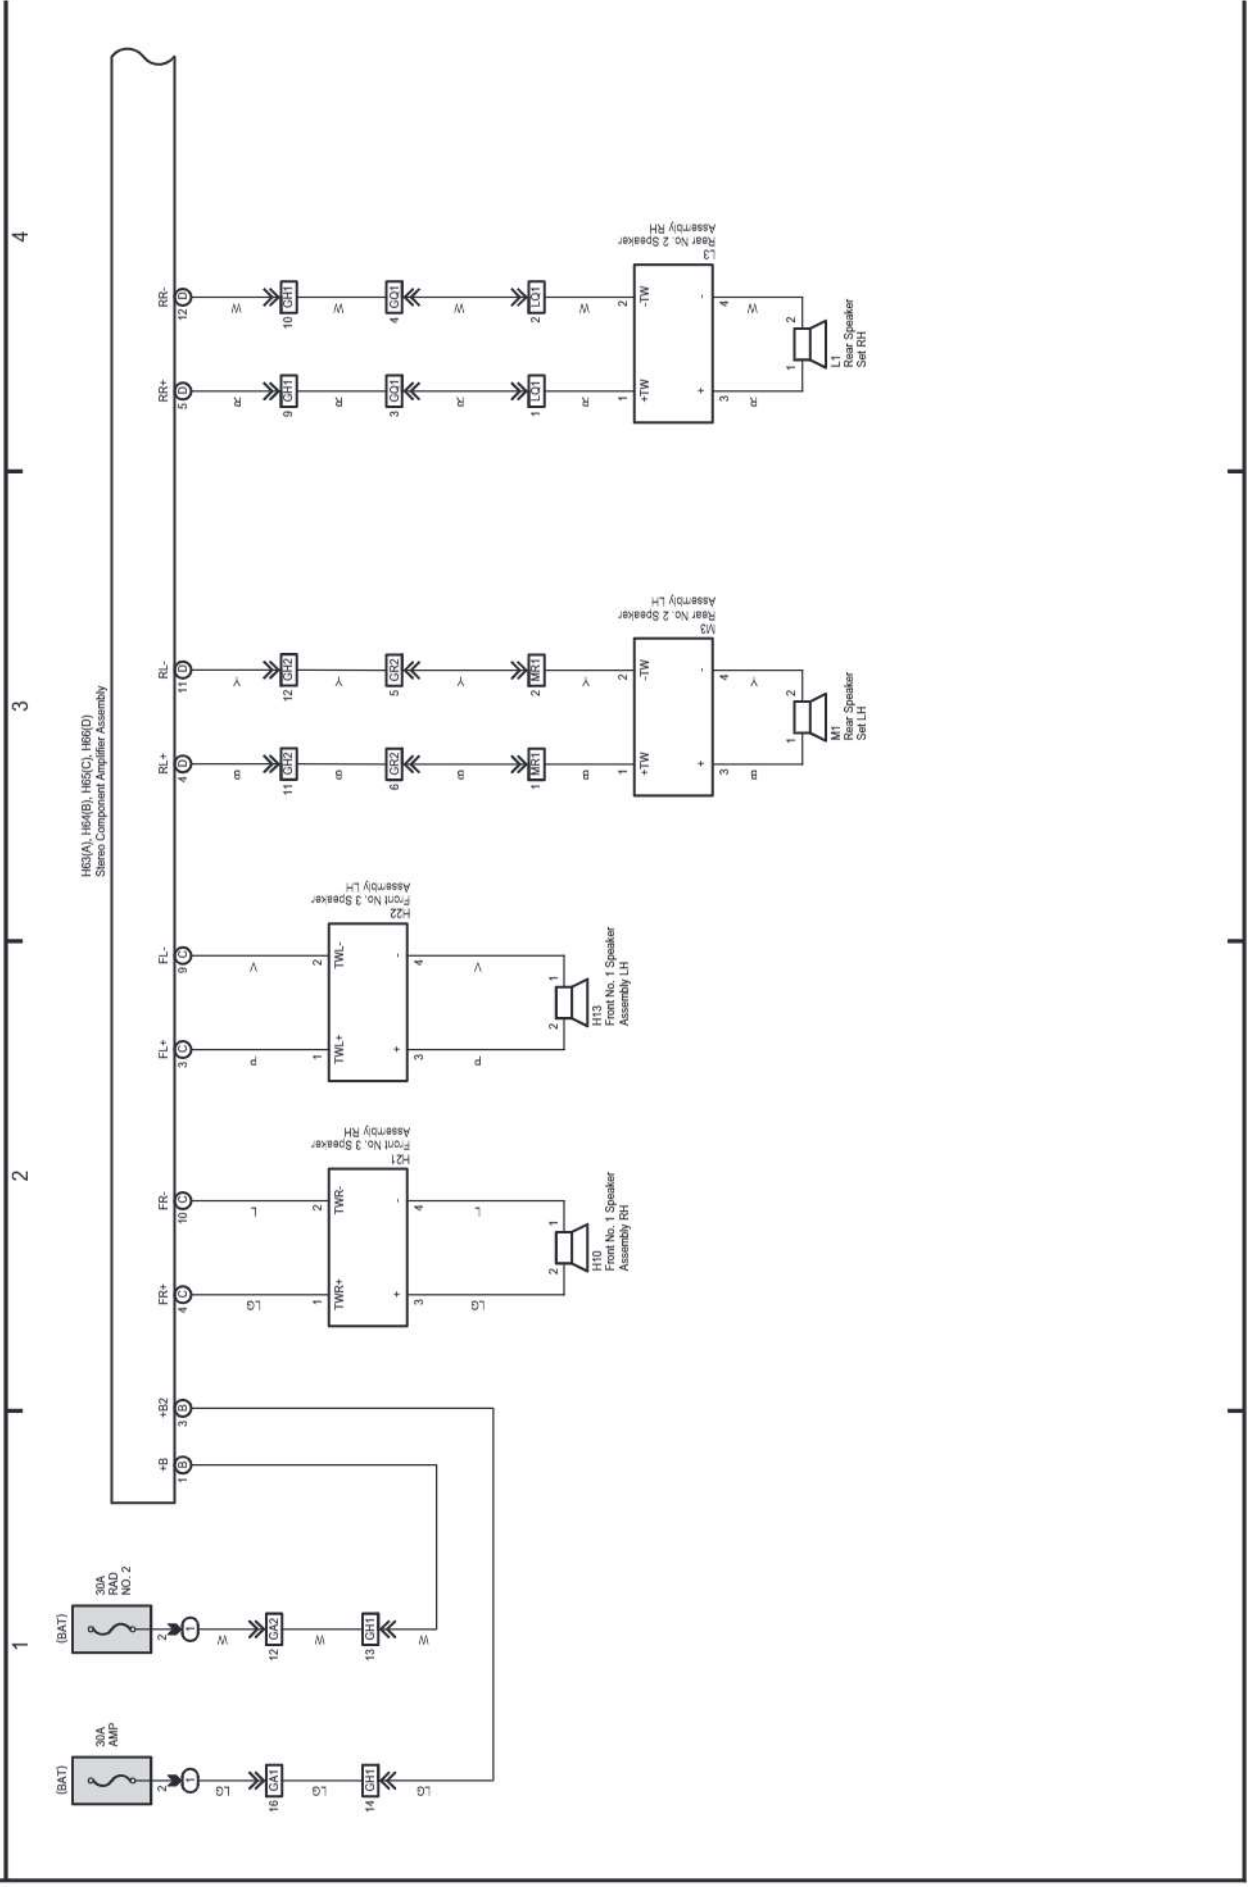 1
2
3
4
(BAT)
30A
AMP
2
1
LG
16
GA1
LG
14
GH1
LG
(BAT)
30A
RAD
NO. 2
2
1
W
12
GA2
W
13
GH1
W
H63(A), H64(B), H65(C), H66(D)
Stereo Component Amplifier Assembly
+B
1
B
+B2
3
B
FR+
4
C
LG
1
TWR+
+
3
LG
2
FR-
10
C
L
2
TWR-
-
4
L
1
H21
Front No. 3 Speaker
Assembly RH
H10
Front No. 1 Speaker
Assembly RH
FL+
3
C
P
1
TWL+
+
3
P
2
FL-
9
C
V
2
TWL-
-
4
V
1
H22
Front No. 3 Speaker
Assembly LH
H13
Front No. 1 Speaker
Assembly LH
RL+
4
D
B
11
GH2
B
6
GR2
B
1
MR1
B
1
+TW
+
3
B
1
RL-
11
D
Y
12
GH2
Y
5
GR2
Y
2
MR1
Y
2
-TW
-
4
Y
2
M3
Rear No. 2 Speaker
Assembly LH
M1
Rear Speaker
Set LH
RR+
5
D
R
9
GH1
R
3
GQ1
R
1
LQ1
R
1
+TW
+
3
R
1
RR-
12
D
W
10
GH1
W
4
GQ1
W
2
LQ1
W
2
-TW
-
4
W
2
L3
Rear No. 2 Speaker
Assembly RH
L1
Rear Speaker
Set RH